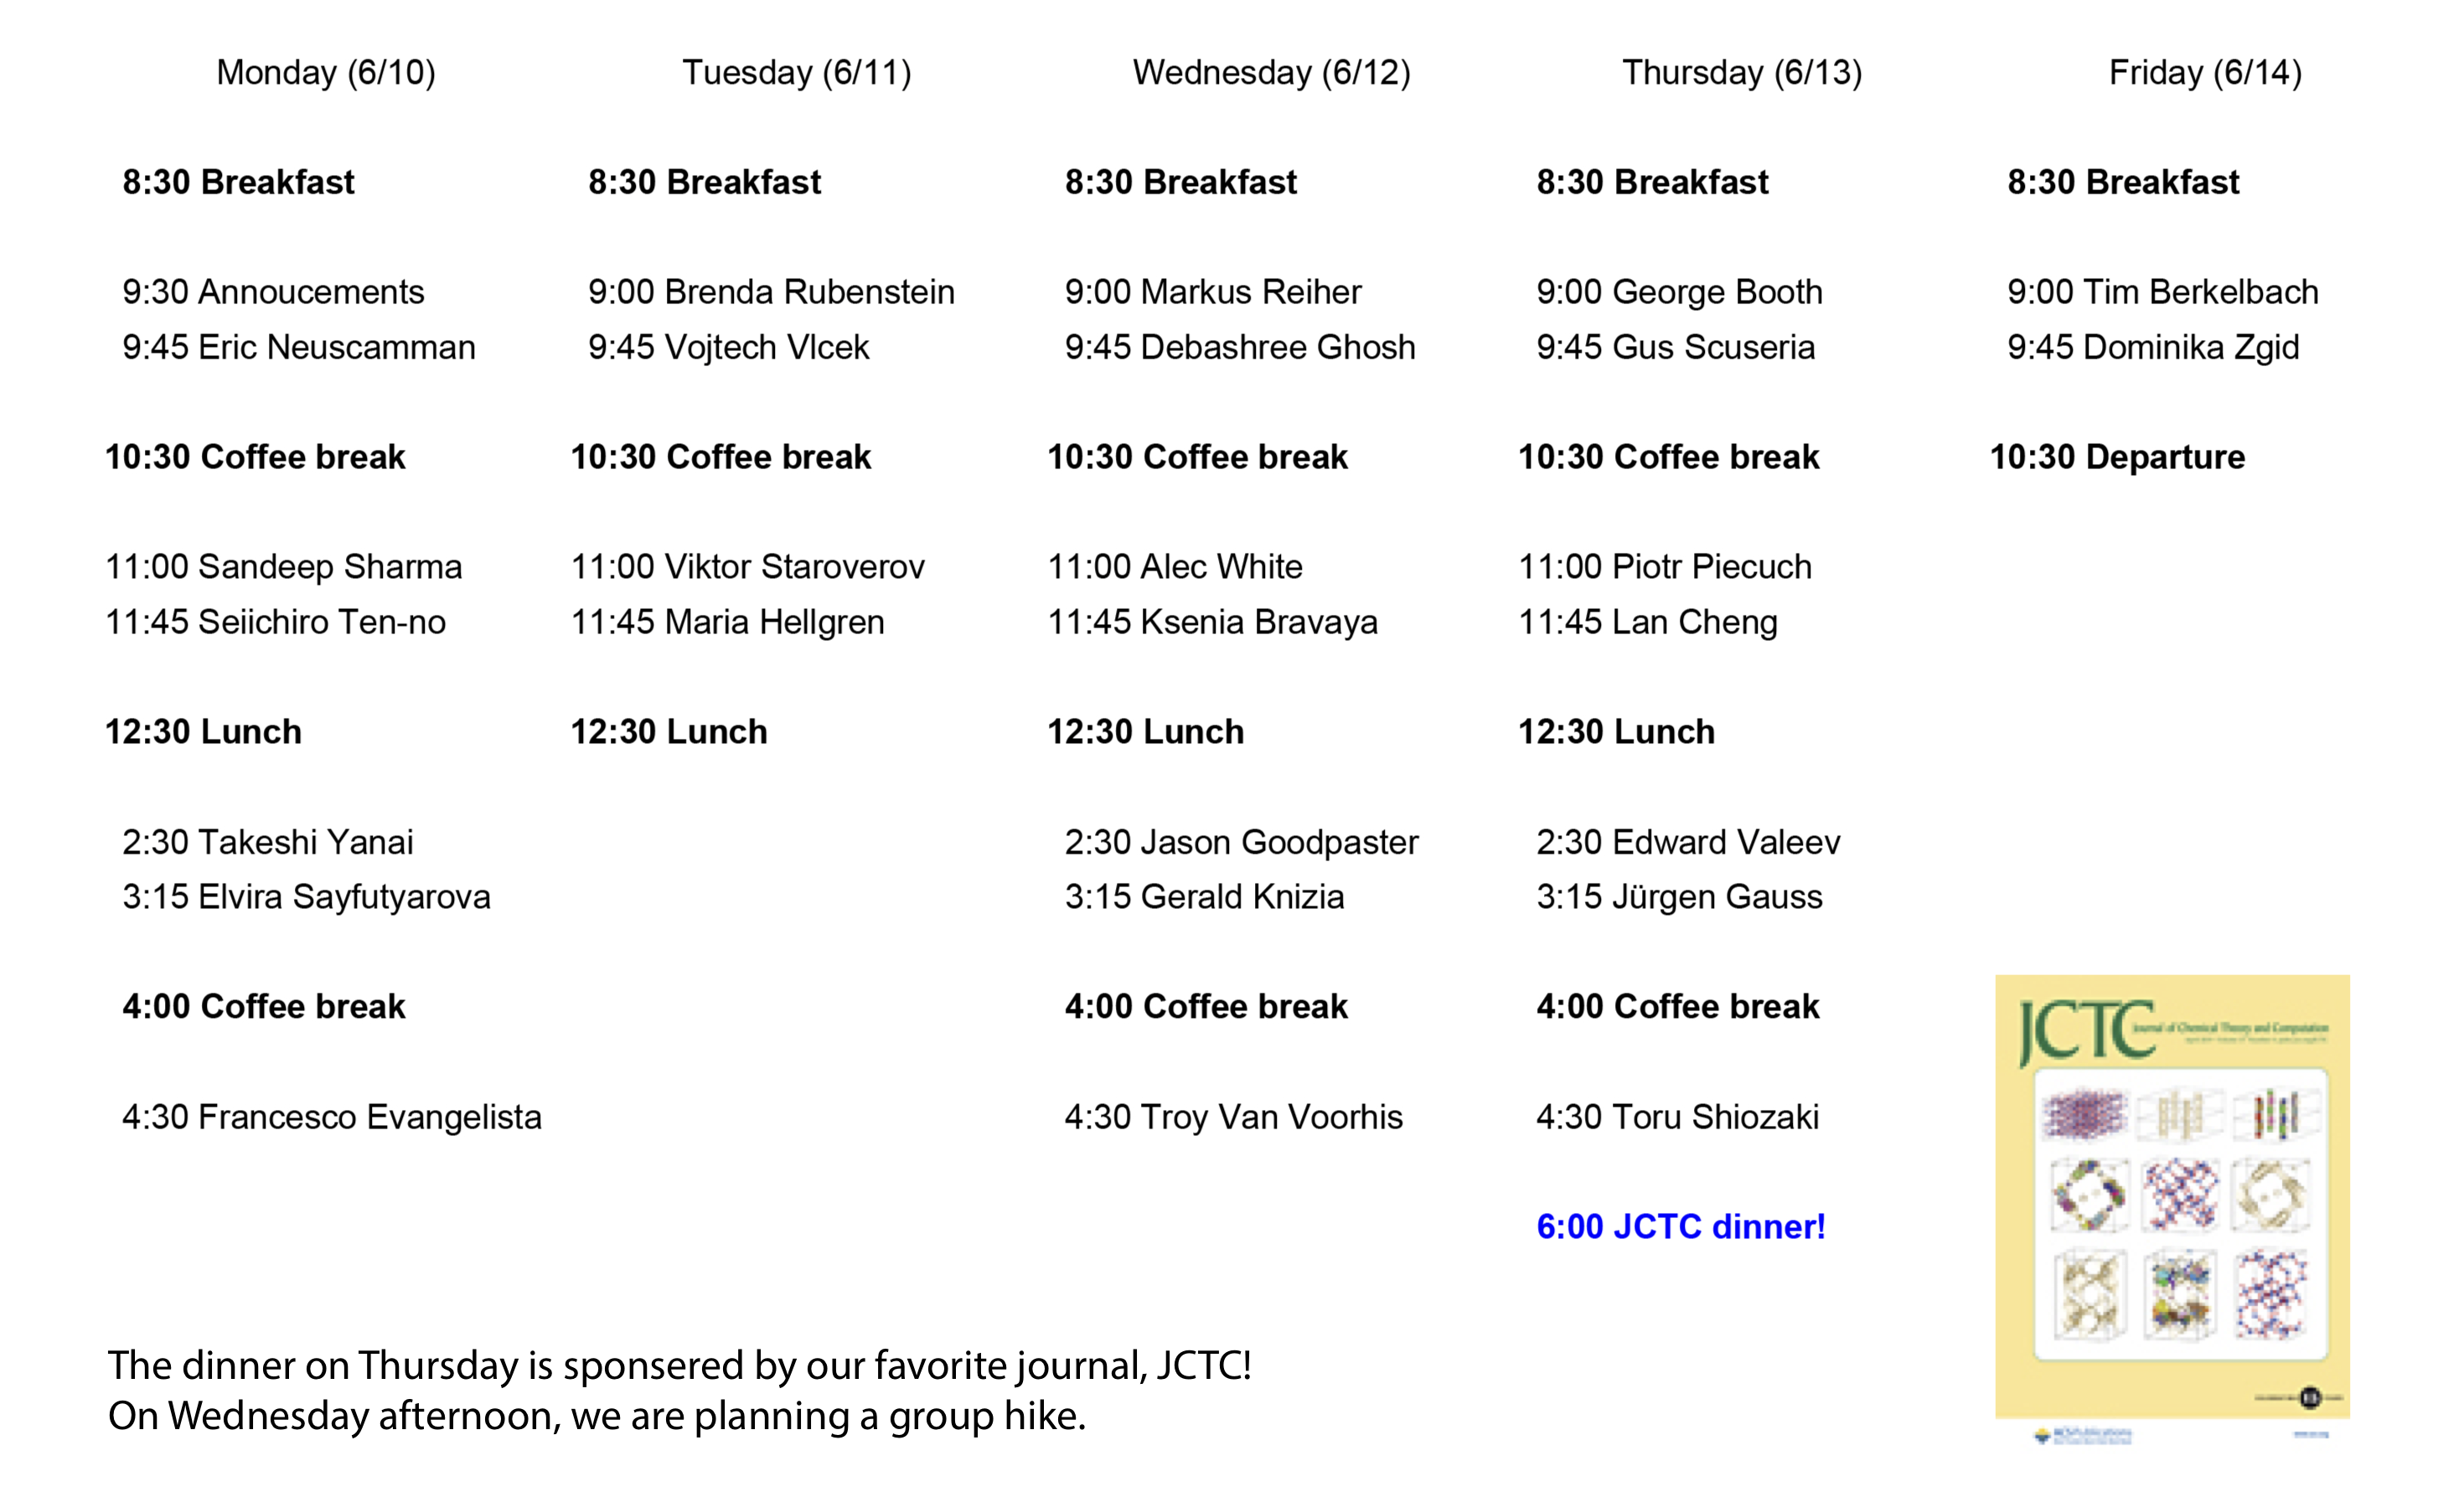 Monday (6/10)
8:30 Breakfast
9:30 Annoucements
9:45 Eric Neuscamman
10:30 Coffee break
11:00 Sandeep Sharma
11:45 Seiichiro Ten-no
12:30 Lunch
2:30 Takeshi Yanai
3:15 Elvira Sayfutyarova
4:00 Coffee break
4:30 Francesco Evangelista
Tuesday (6/11)
8:30 Breakfast
9:00 Brenda Rubenstein
9:45 Vojtech Vlcek
10:30 Coffee break
11:00 Viktor Staroverov
11:45 Maria Hellgren
12:30 Lunch
Wednesday (6/12)
8:30 Breakfast
9:00 Markus Reiher
9:45 Debashree Ghosh
10:30 Coffee break
11:00 Alec White
11:45 Ksenia Bravaya
12:30 Lunch
2:30 Jason Goodpaster
3:15 Gerald Knizia
4:00 Coffee break
4:30 Troy Van Voorhis
Thursday (6/13)
8:30 Breakfast
9:00 George Booth
9:45 Gus Scuseria
10:30 Coffee break
11:00 Piotr Piecuch
11:45 Lan Cheng
12:30 Lunch
2:30 Edward Valeev
3:15 Jürgen Gauss
4:00 Coffee break
4:30 Toru Shiozaki
6:00 JCTC dinner!
Friday (6/14)
8:30 Breakfast
9:00 Tim Berkelbach
9:45 Dominika Zgid
10:30 Departure
JCTC
Journal of Chemical Theory and Computation
ACS Publications
The dinner on Thursday is sponsered by our favorite journal, JCTC!
On Wednesday afternoon, we are planning a group hike.